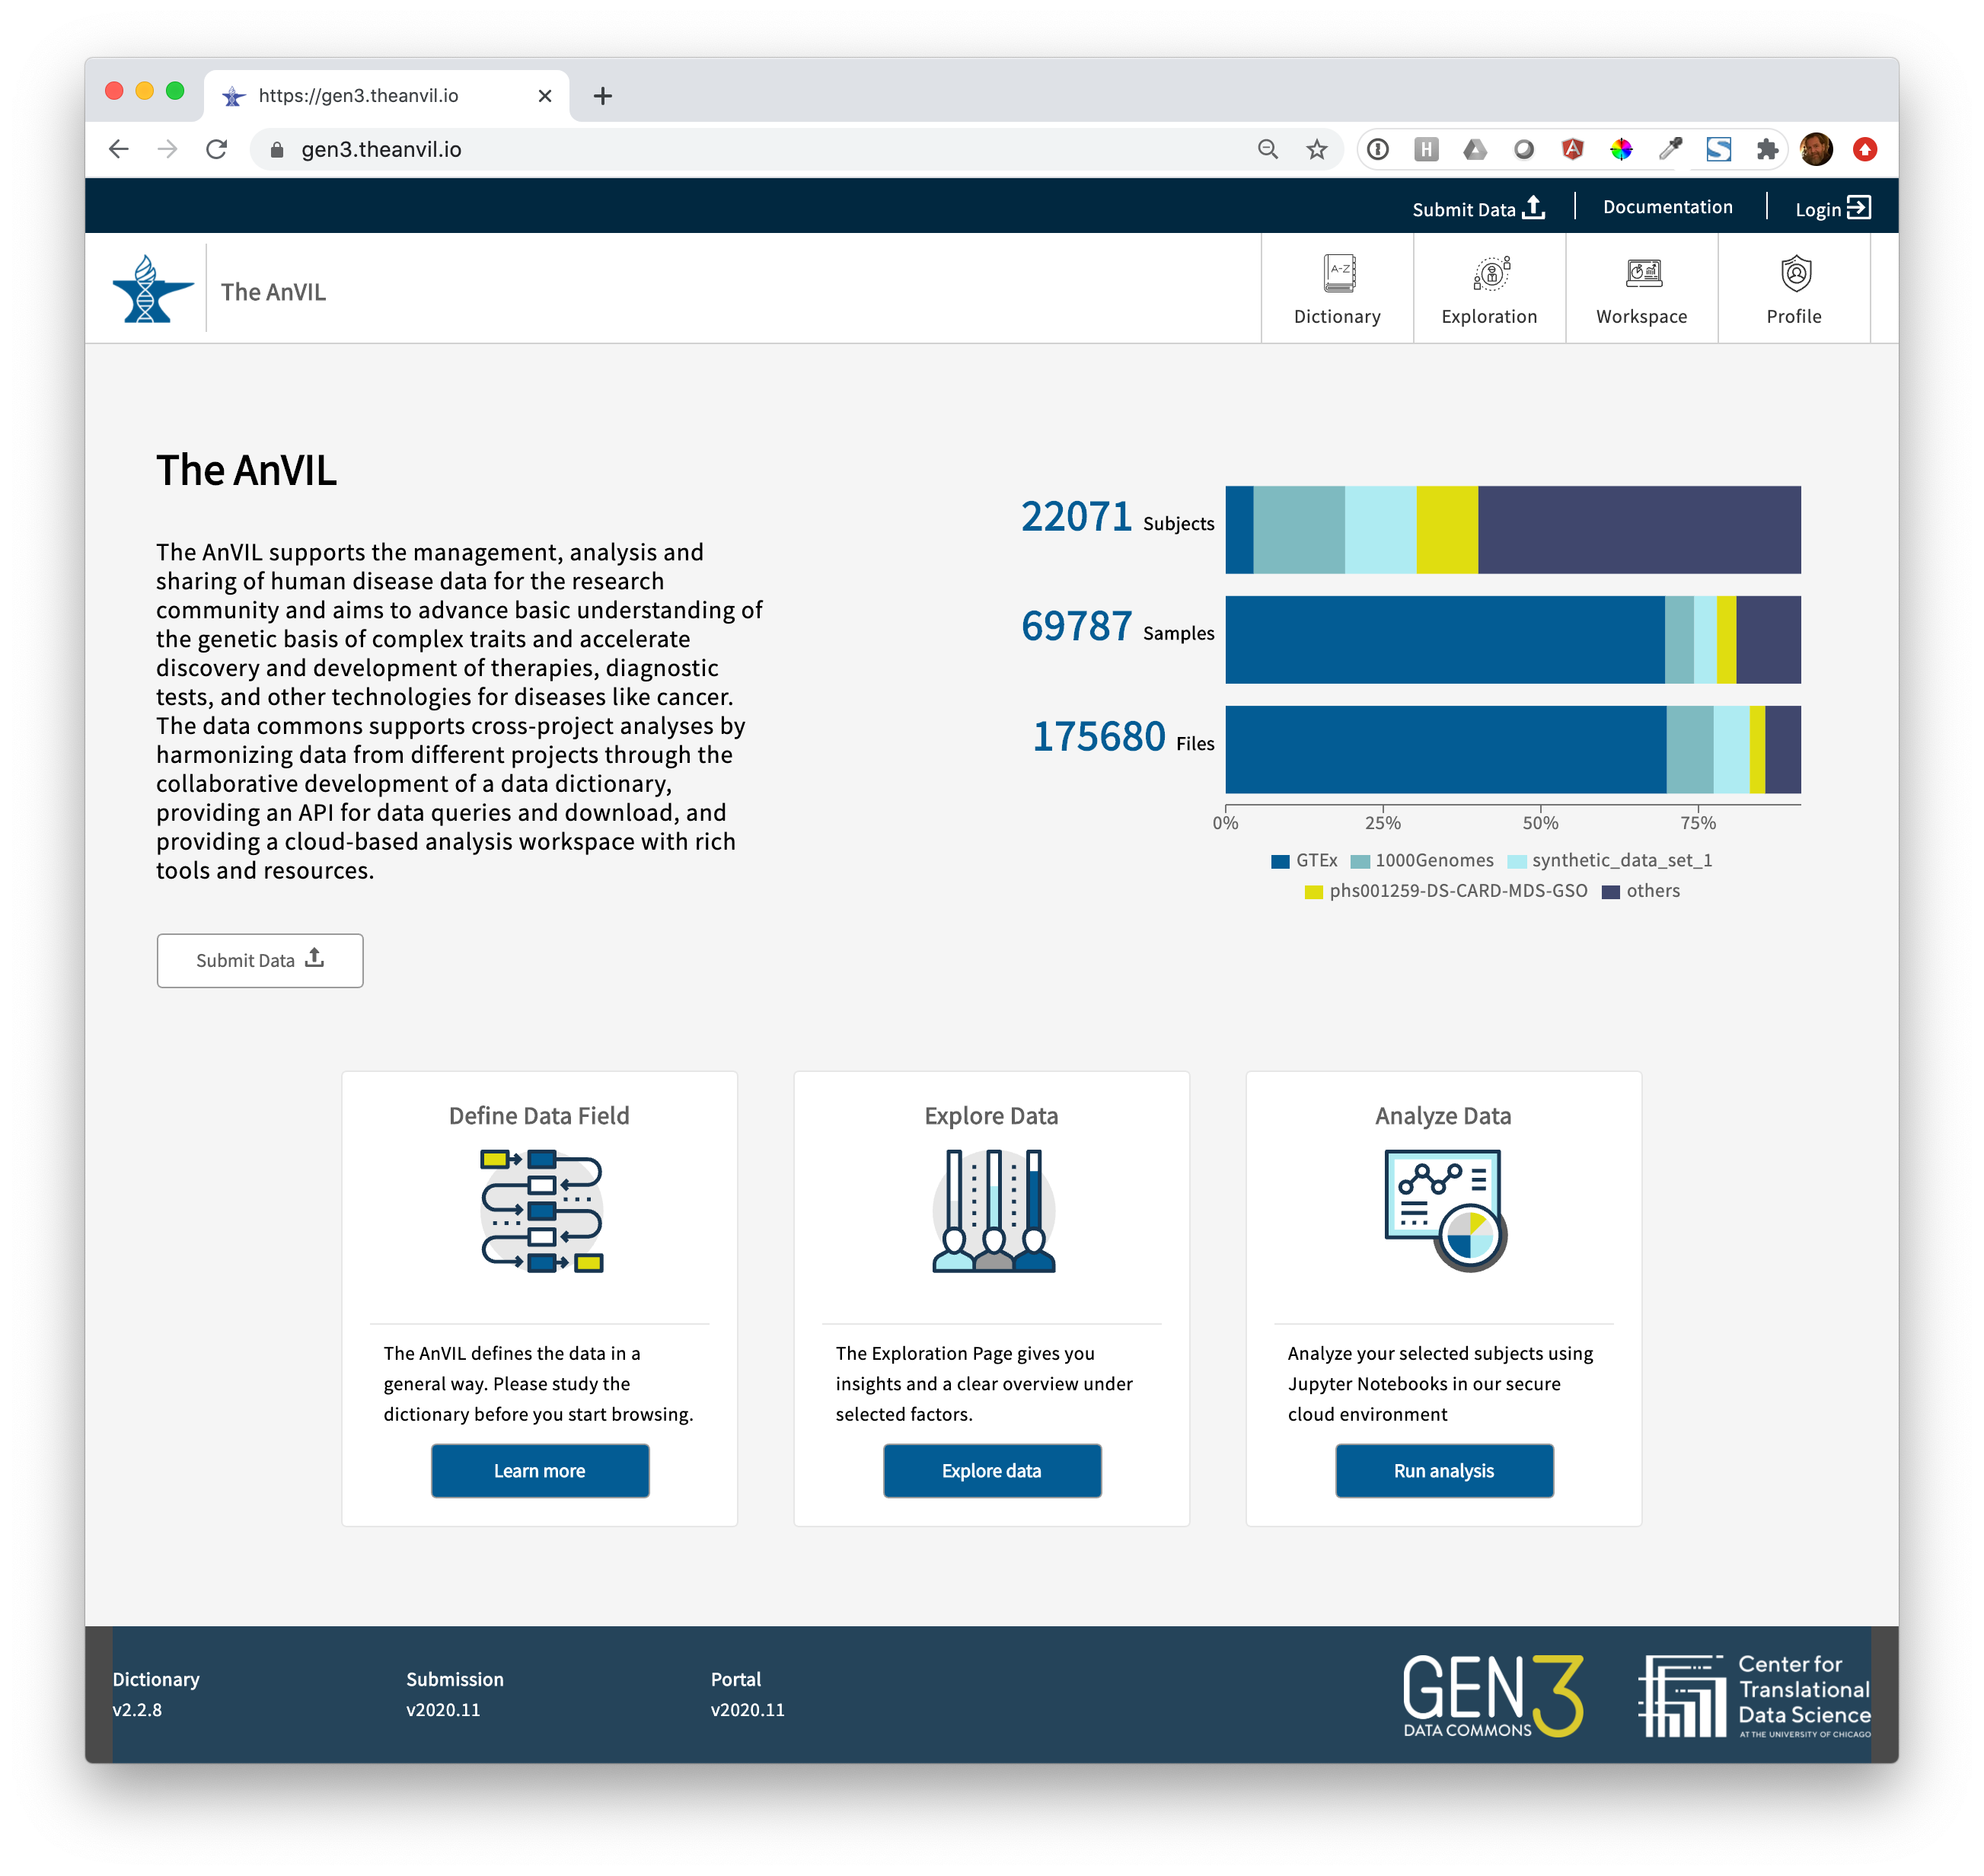 https://gen3.theanvil.io
gen3.theanvil.io
Submit Data
Documentation
Login
The AnVIL
A-Z
Dictionary
Exploration
Workspace
Profile
The AnVIL
The AnVIL supports the management, analysis and
sharing of human disease data for the research
community and aims to advance basic understanding of
the genetic basis of complex traits and accelerate
discovery and development of therapies, diagnostic
tests, and other technologies for diseases like cancer.
The data commons supports cross-project analyses by
harmonizing data from different projects through the
collaborative development of a data dictionary,
providing an API for data queries and download, and
providing a cloud-based analysis workspace with rich
tools and resources.
Submit Data
22071 Subjects
69787 Samples
175680 Files
0% 25% 50% 75%
GTEx 1000Genomes synthetic_data_set_1
phs001259-DS-CARD-MDS-GSO others
Define Data Field
The AnVIL defines the data in a
general way. Please study the
dictionary before you start browsing.
Learn more
Explore Data
The Exploration Page gives you
insights and a clear overview under
selected factors.
Explore data
Analyze Data
Analyze your selected subjects using
Jupyter Notebooks in our secure
cloud environment
Run analysis
Dictionary
v2.2.8
Submission
v2020.11
Portal
v2020.11
GEN3
DATA COMMONS
Center for
Translational
Data Science
AT THE UNIVERSITY OF CHICAGO